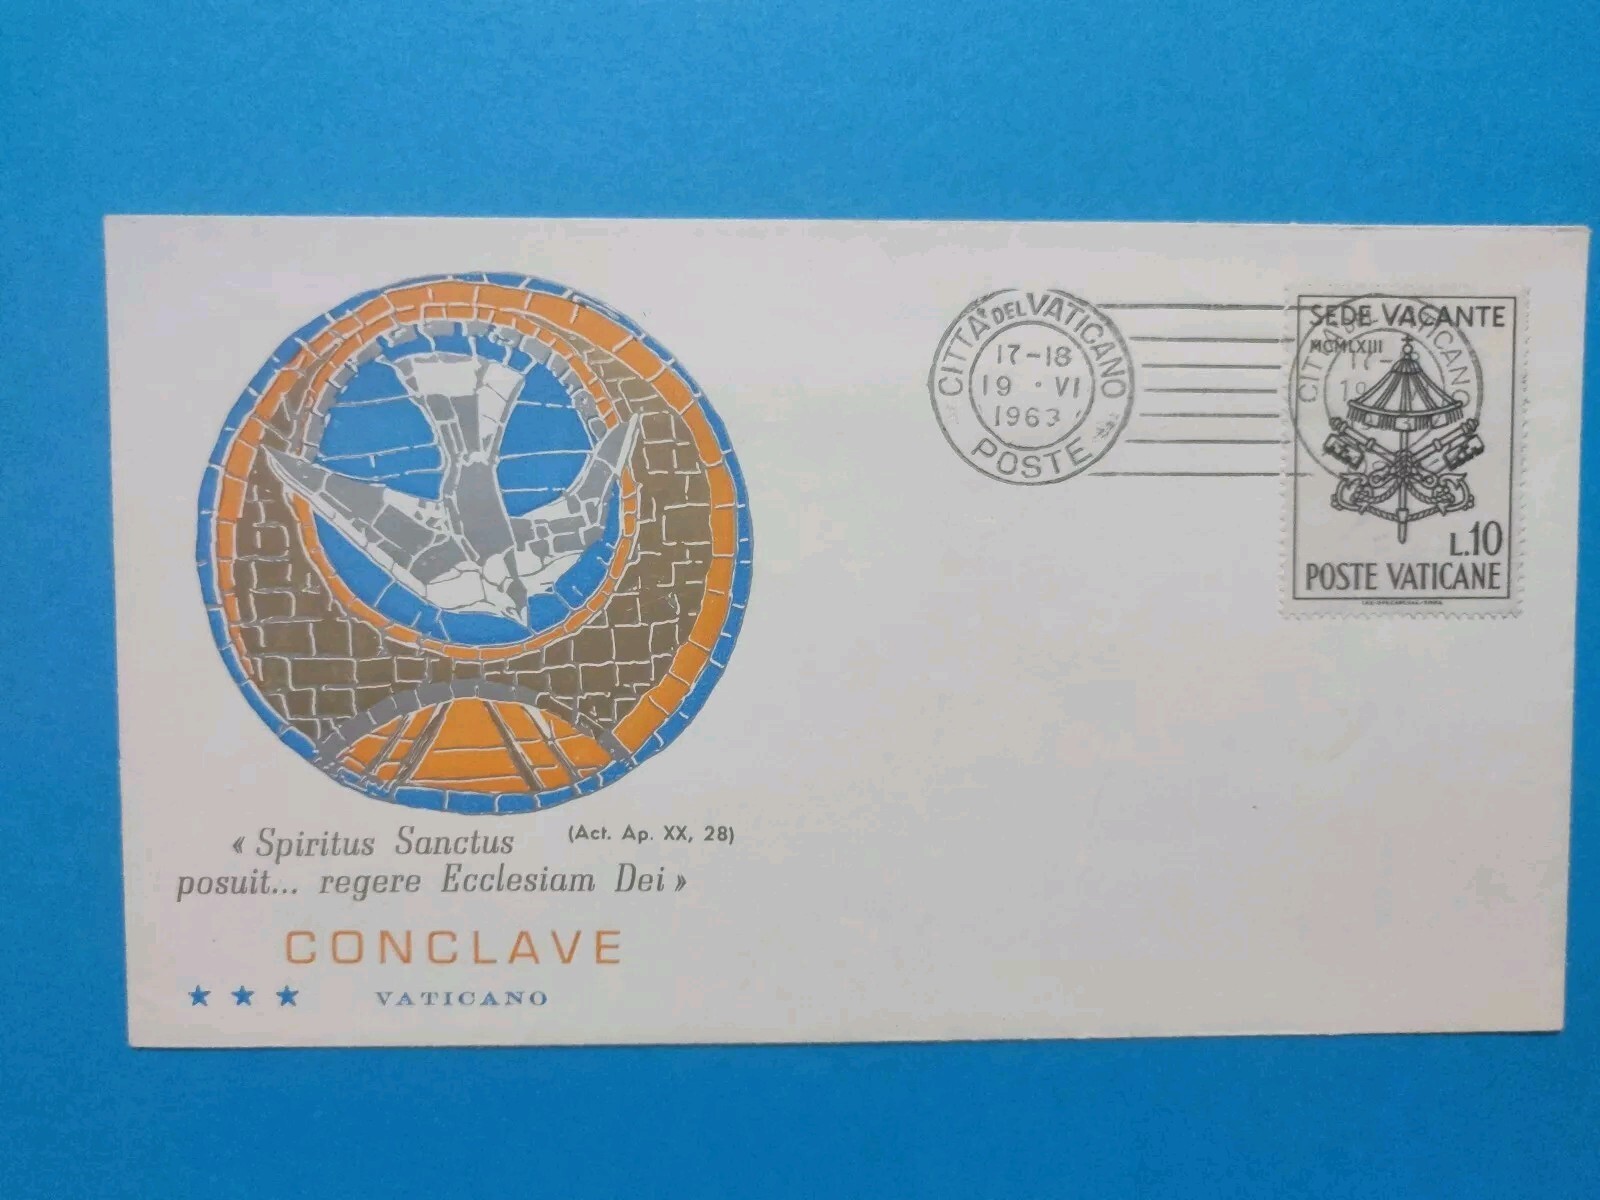 CITTA' DEL VATICANO
17-18
19 · VI
1963
POSTE
SEDE VACANTE
MCMLXIII
L.10
POSTE VATICANE
« Spiritus Sanctus (Act. Ap. XX, 28)
posuit... regere Ecclesiam Dei »
CONCLAVE
★ ★ ★ VATICANO